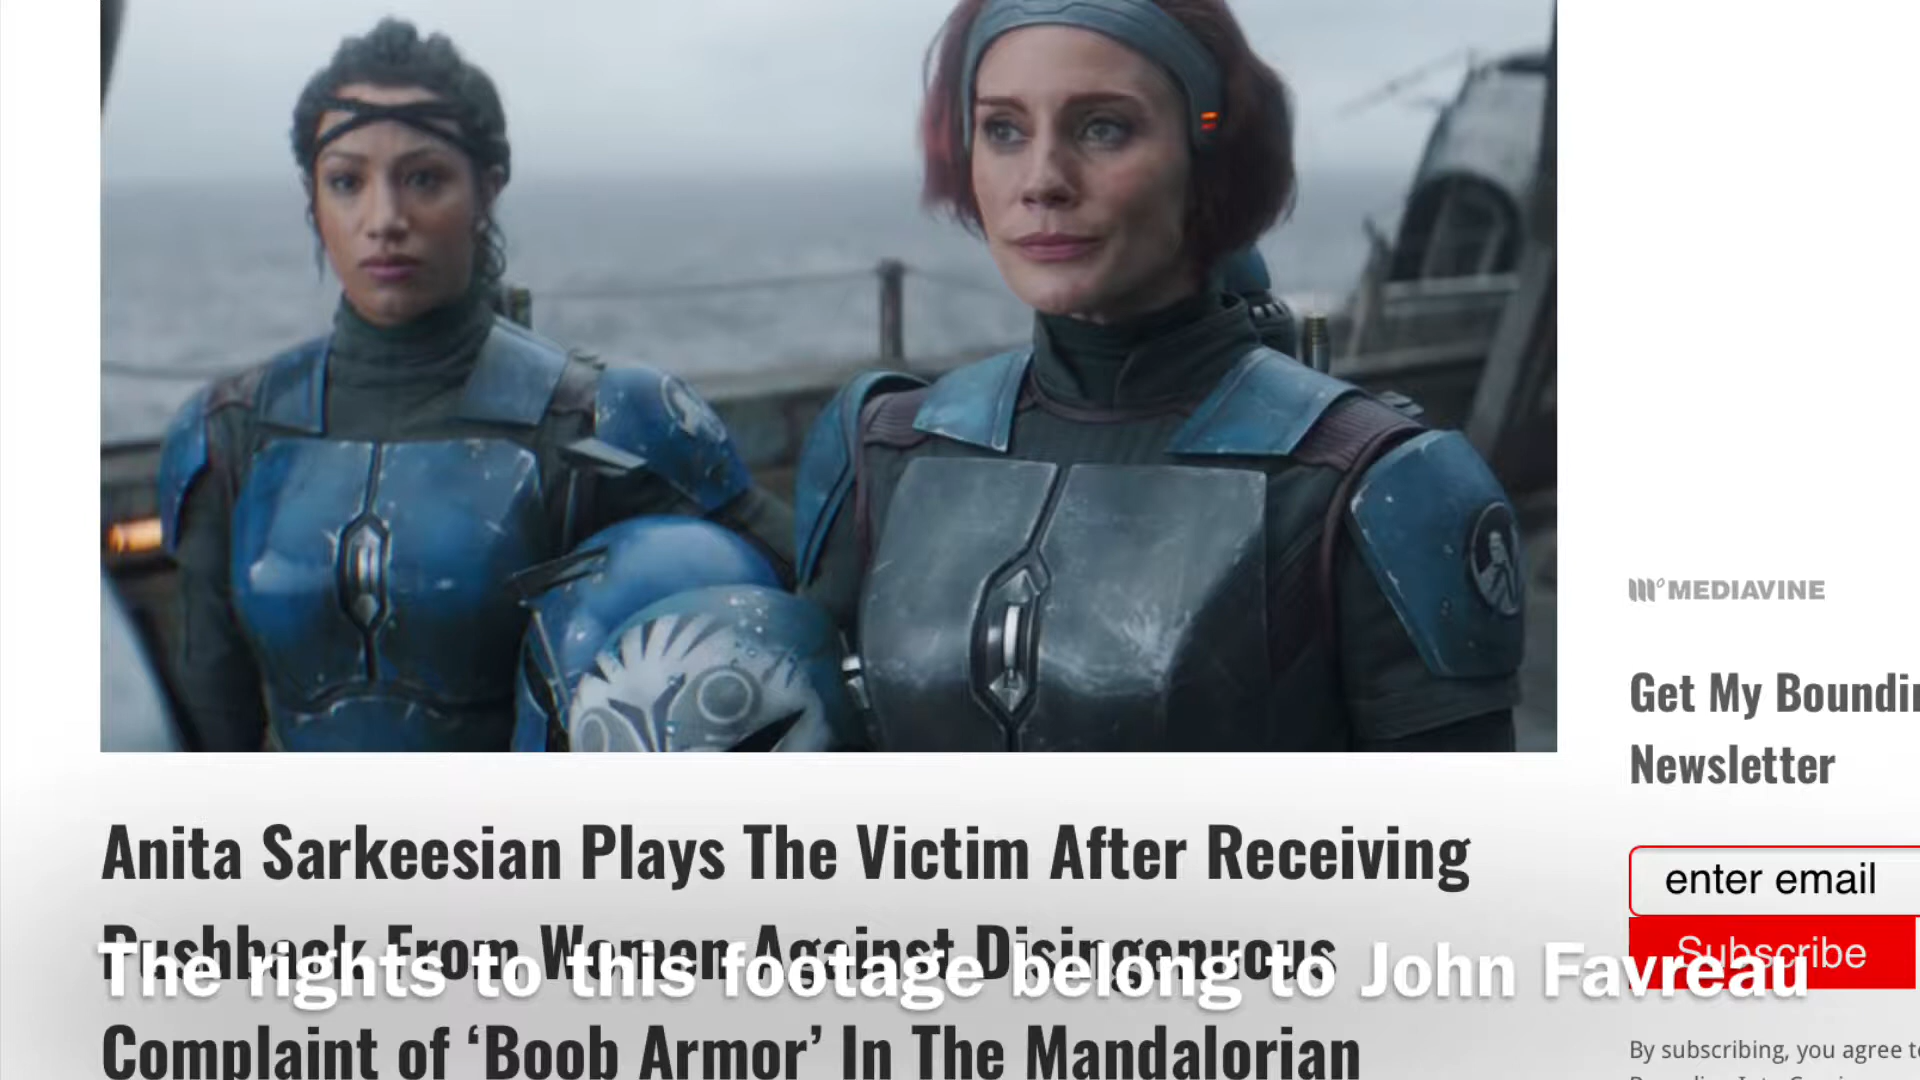 MEDIAVINE
Get My Boundin
Newsletter
enter email
Subscribe
By subscribing, you agree to
Anita Sarkeesian Plays The Victim After Receiving
Pushback From Women Against Disingenuous
The rights to this footage belong to John Favreau
Complaint of ‘Boob Armor’ In The Mandalorian